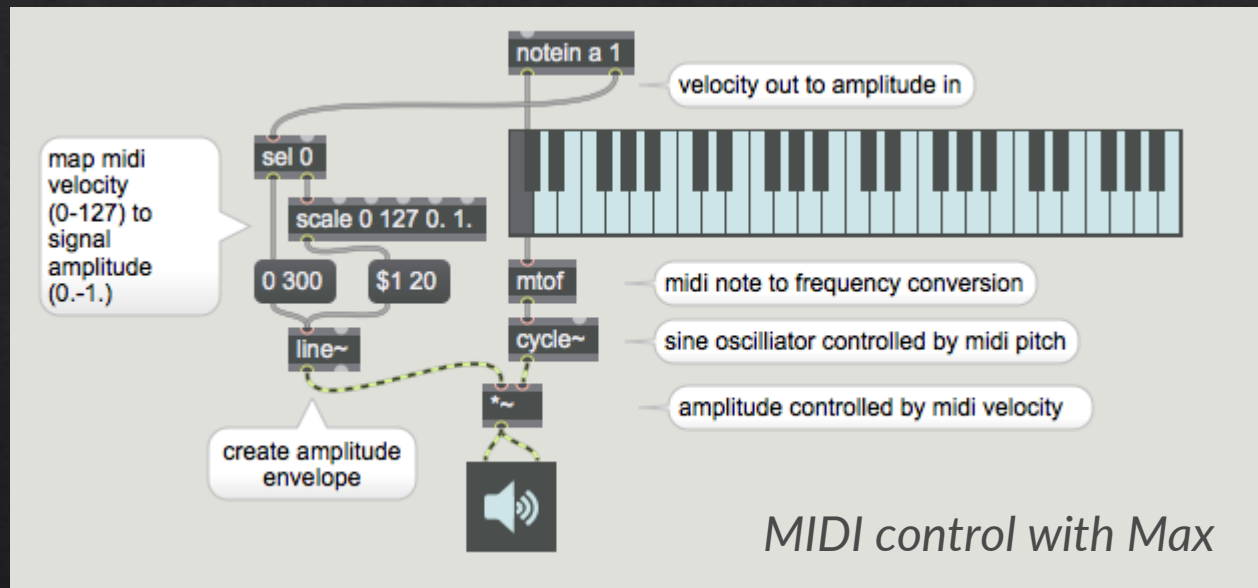 notein a 1
velocity out to amplitude in
map midi
velocity
(0-127) to
signal
amplitude
(0.-1.)
sel 0
scale 0 127 0. 1.
0 300
$1 20
mtof
midi note to frequency conversion
line~
cycle~
sine oscilliator controlled by midi pitch
*~
amplitude controlled by midi velocity
create amplitude
envelope
MIDI control with Max